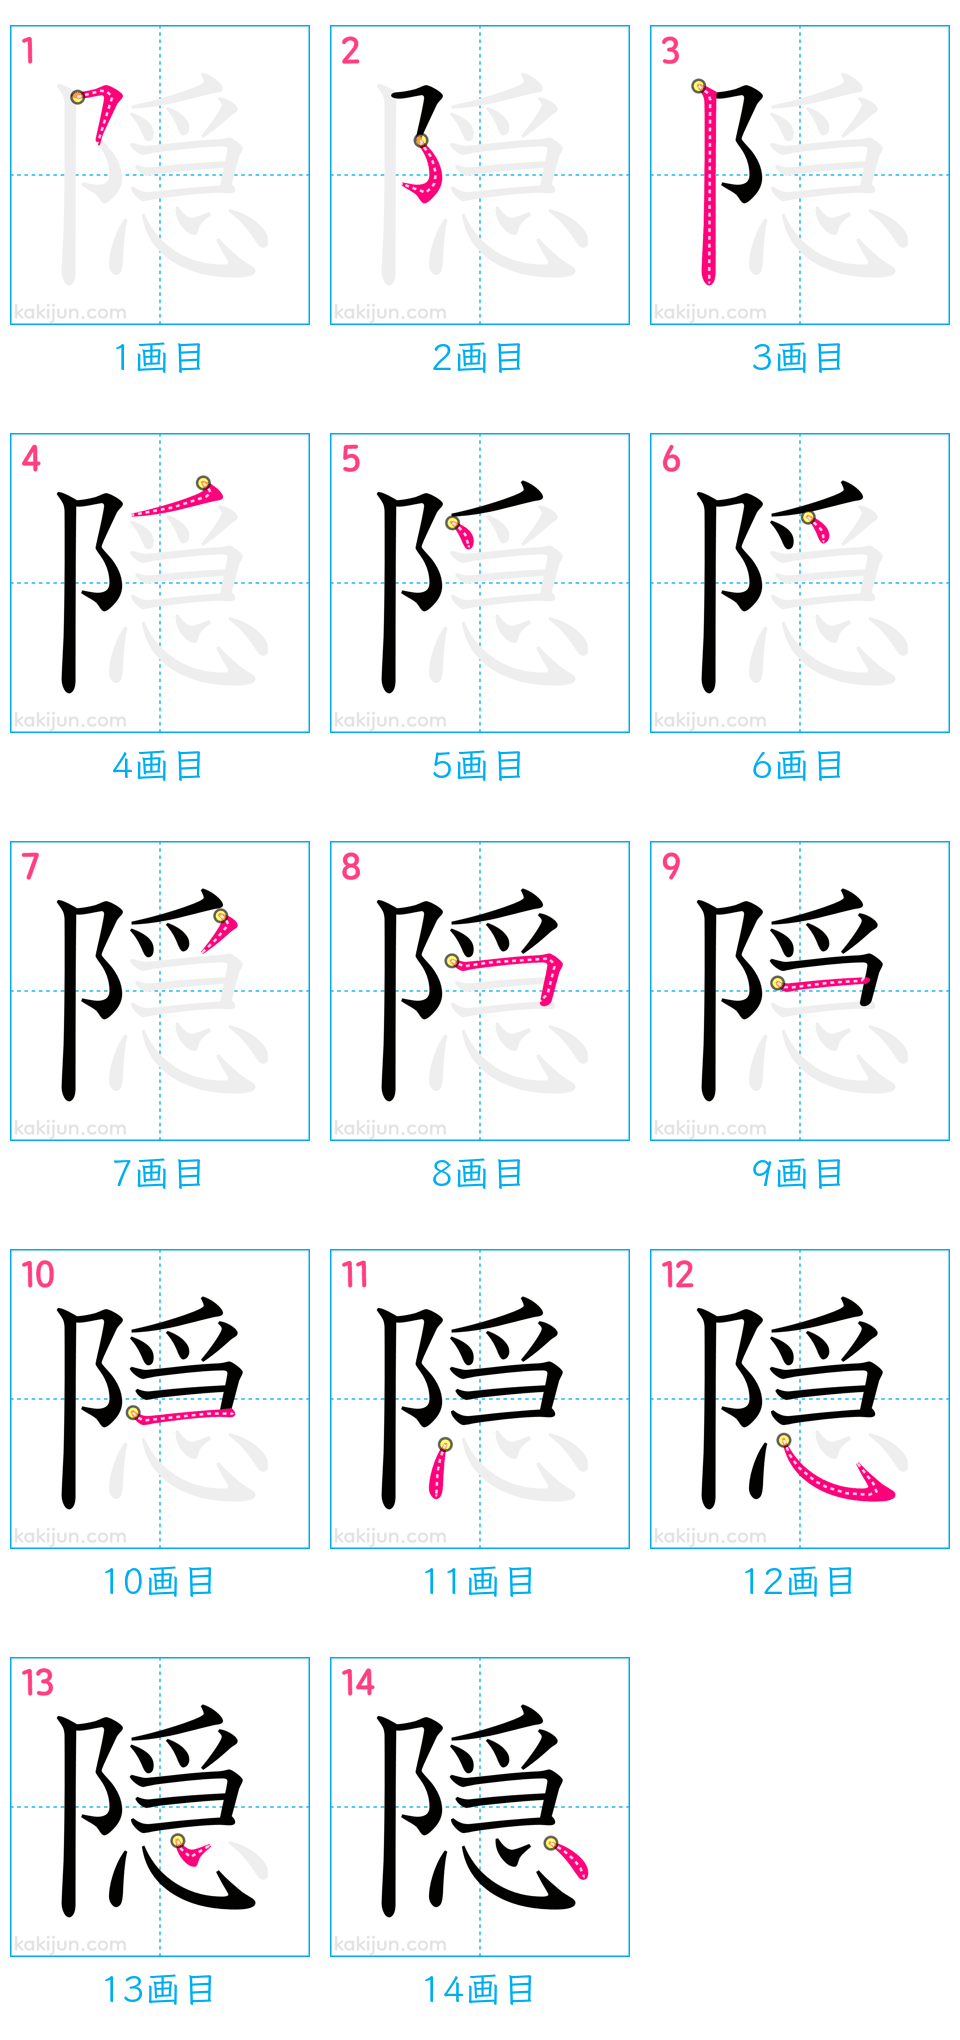 1 2 3
kakijun.com kakijun.com kakijun.com
1画目 2画目 3画目
4 5 6
kakijun.com kakijun.com kakijun.com
4画目 5画目 6画目
7 8 9
隠
kakijun.com kakijun.com kakijun.com
7画目 8画目 9画目
10 11 12
隠 隠 隠
kakijun.com kakijun.com kakijun.com
10画目 11画目 12画目
13 14
隠 隠
kakijun.com kakijun.com
13画目 14画目